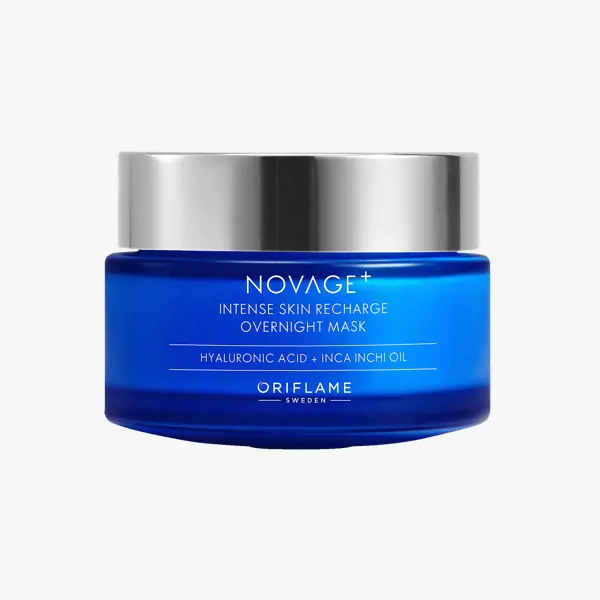 NOVAGE+
INTENSE SKIN RECHARGE
OVERNIGHT MASK
HYALURONIC ACID + INCA INCHI OIL
ORIFLAME
SWEDEN